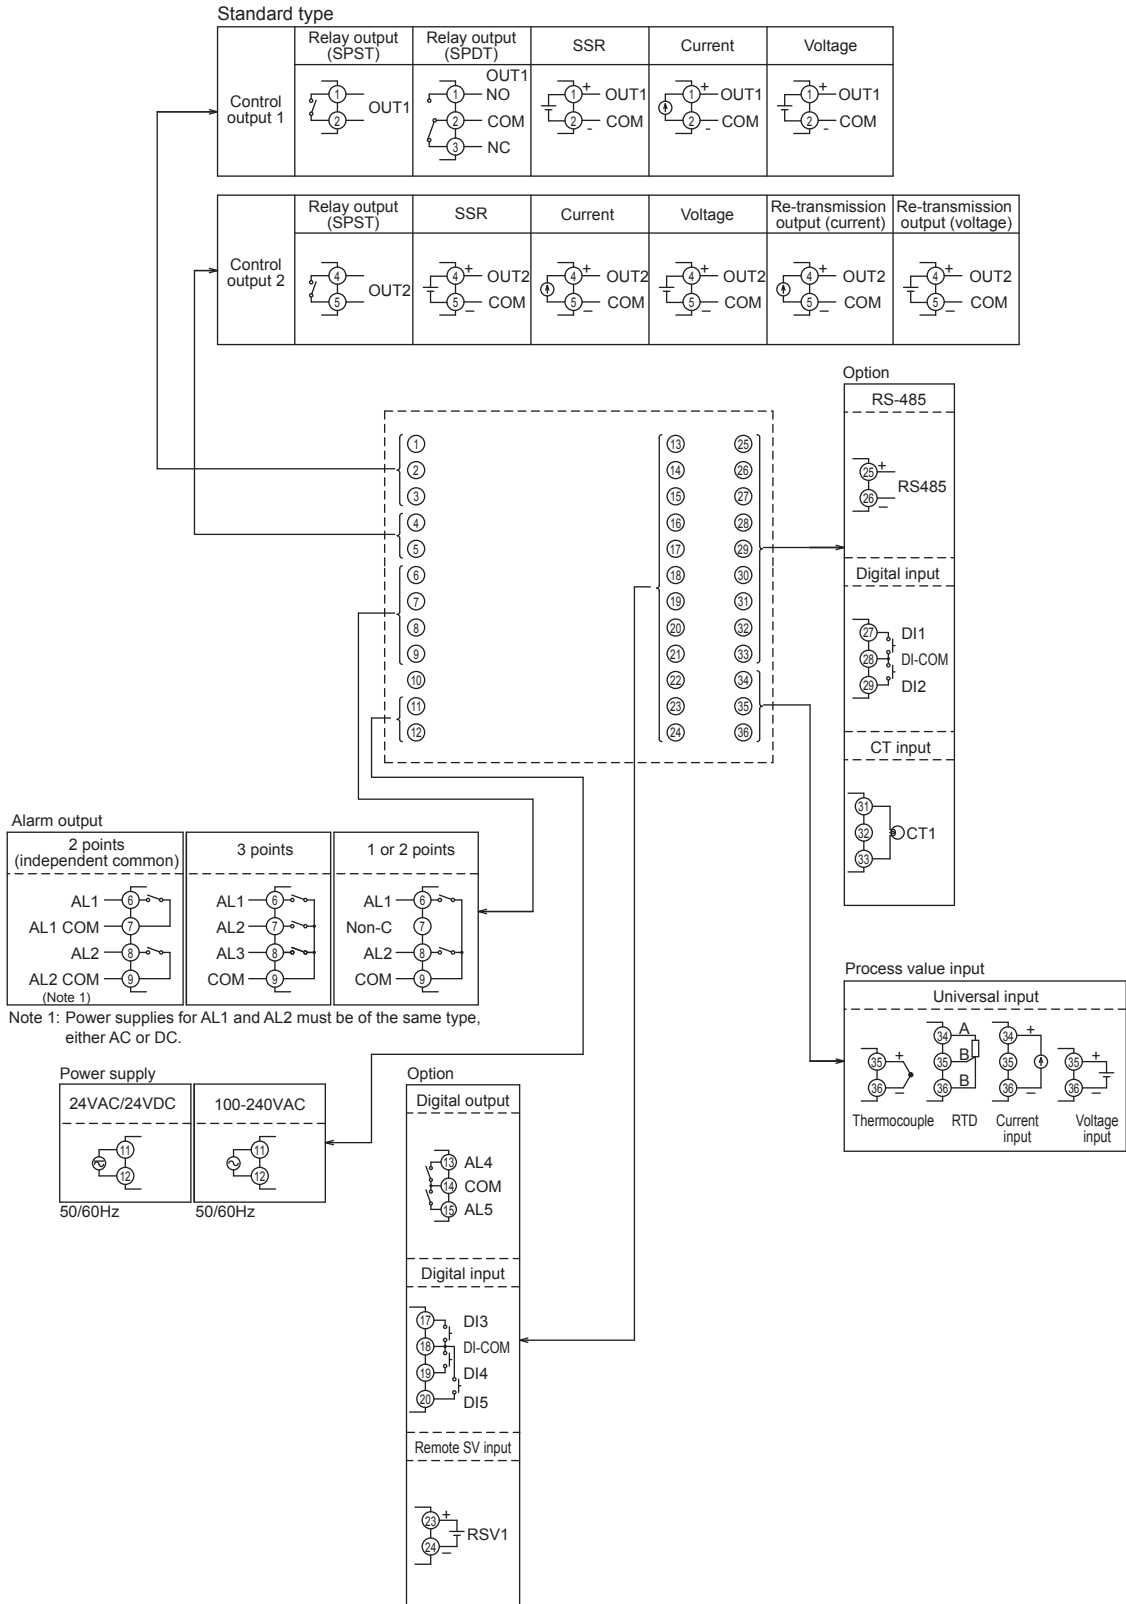 Standard type
Relay output (SPST)
Relay output (SPDT)
SSR
Current
Voltage
Control output 1
1
2
OUT1
OUT1
1 NO
2 COM
3 NC
1 + OUT1
2 - COM
1 + OUT1
2 - COM
1 + OUT1
2 - COM
Relay output (SPST)
SSR
Current
Voltage
Re-transmission output (current)
Re-transmission output (voltage)
Control output 2
4
5
OUT2
4 + OUT2
5 – COM
4 + OUT2
5 – COM
4 + OUT2
5 – COM
4 + OUT2
5 – COM
4 + OUT2
5 – COM
1 13 25
2 14 26
3 15 27
4 16 28
5 17 29
6 18 30
7 19 31
8 20 32
9 21 33
10 22 34
11 23 35
12 24 36
Option
RS-485
25 +
RS485
26 –
Digital input
27 DI1
28 DI-COM
29 DI2
CT input
31
32 CT1
33
Alarm output
2 points
(independent common)
AL1 6
AL1 COM 7
AL2 8
AL2 COM 9
(Note 1)
3 points
AL1 6
AL2 7
AL3 8
COM 9
1 or 2 points
AL1 6
Non-C 7
AL2 8
COM 9
Note 1: Power supplies for AL1 and AL2 must be of the same type,
either AC or DC.
Process value input
Universal input
35 +
36 –
Thermocouple
34 A
35 B
36 B
RTD
34 +
35
36 –
Current input
35 +
36 –
Voltage input
Power supply
24VAC/24VDC
11
12
50/60Hz
100-240VAC
11
12
50/60Hz
Option
Digital output
13 AL4
14 COM
15 AL5
Digital input
17 DI3
18 DI-COM
19 DI4
20 DI5
Remote SV input
23 +
RSV1
24 –